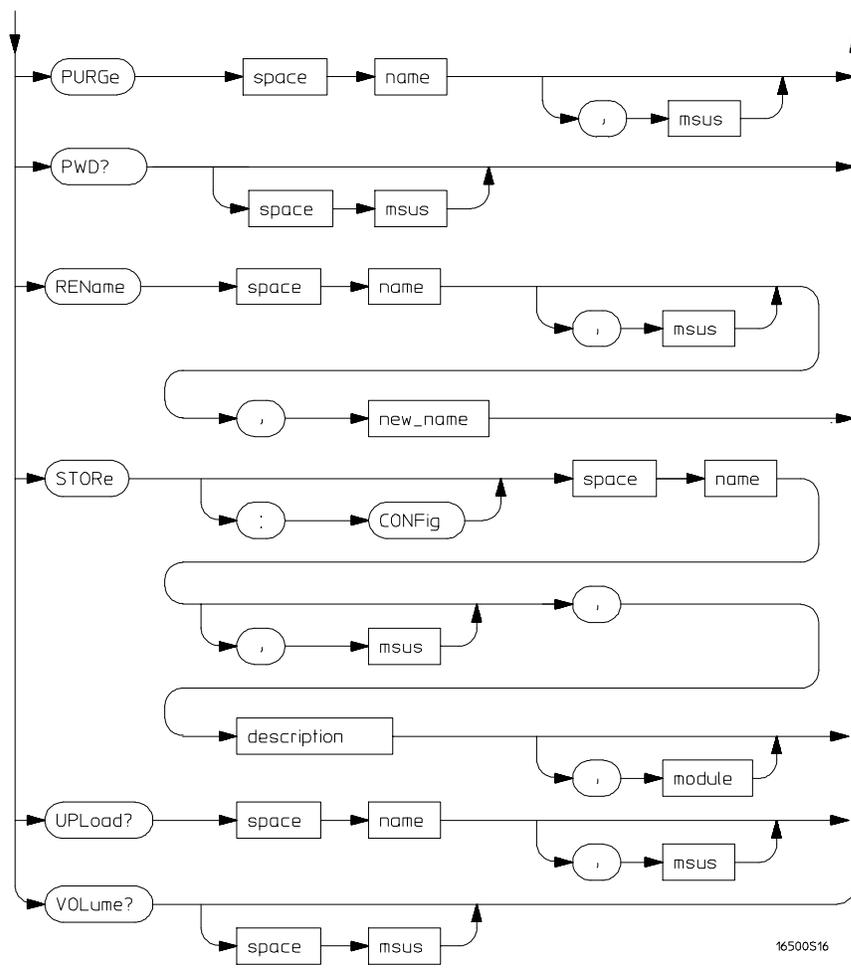 PURGe space name
, msus
PWD?
space msus
REName space name
, msus
, new_name
STORe space name
: CONFig
,
, msus
description
, module
UPLoad? space name
, msus
VOLume?
space msus
16500S16